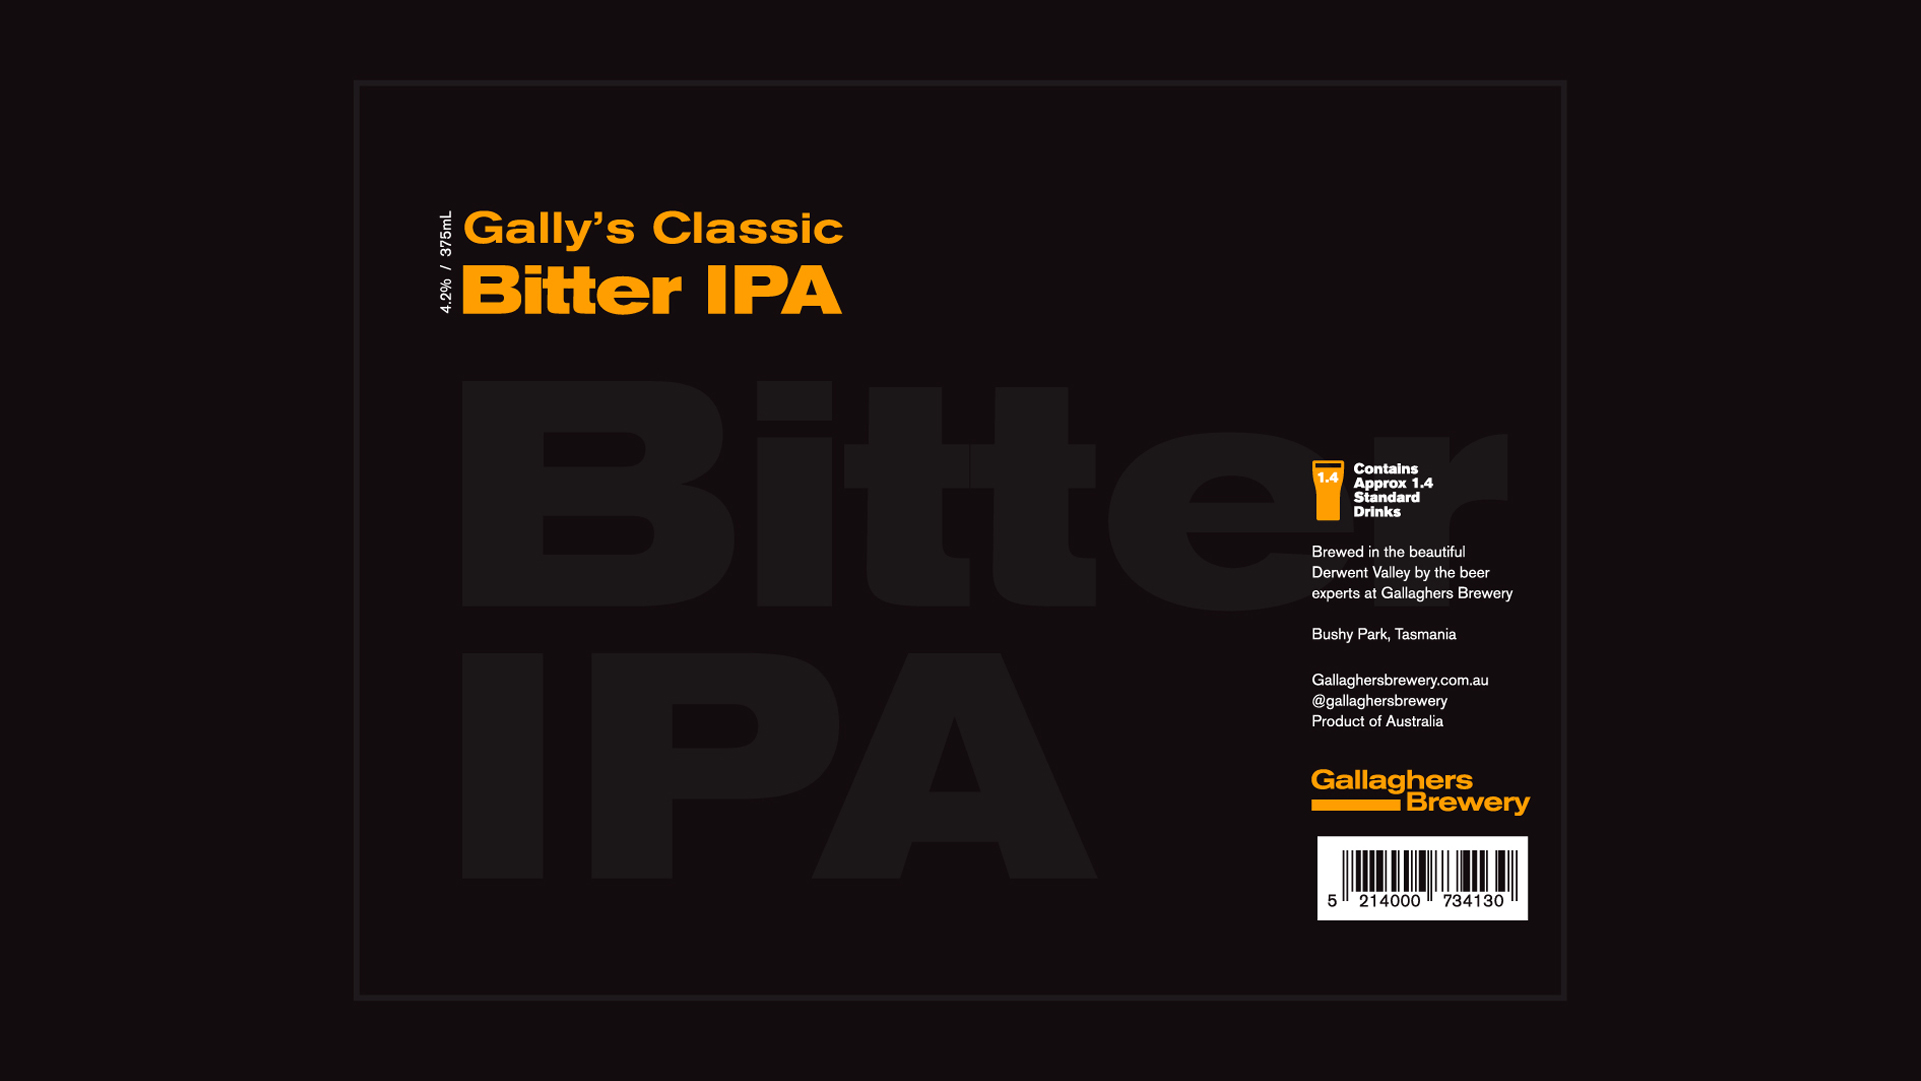 4.2% / 375mL
Gally’s Classic
Bitter IPA
Bitter
IPA
1.4
Contains
Approx 1.4
Standard
Drinks
Brewed in the beautiful
Derwent Valley by the beer
experts at Gallaghers Brewery
Bushy Park, Tasmania
Gallaghersbrewery.com.au
@gallaghersbrewery
Product of Australia
Gallaghers
Brewery
5 214000 734130